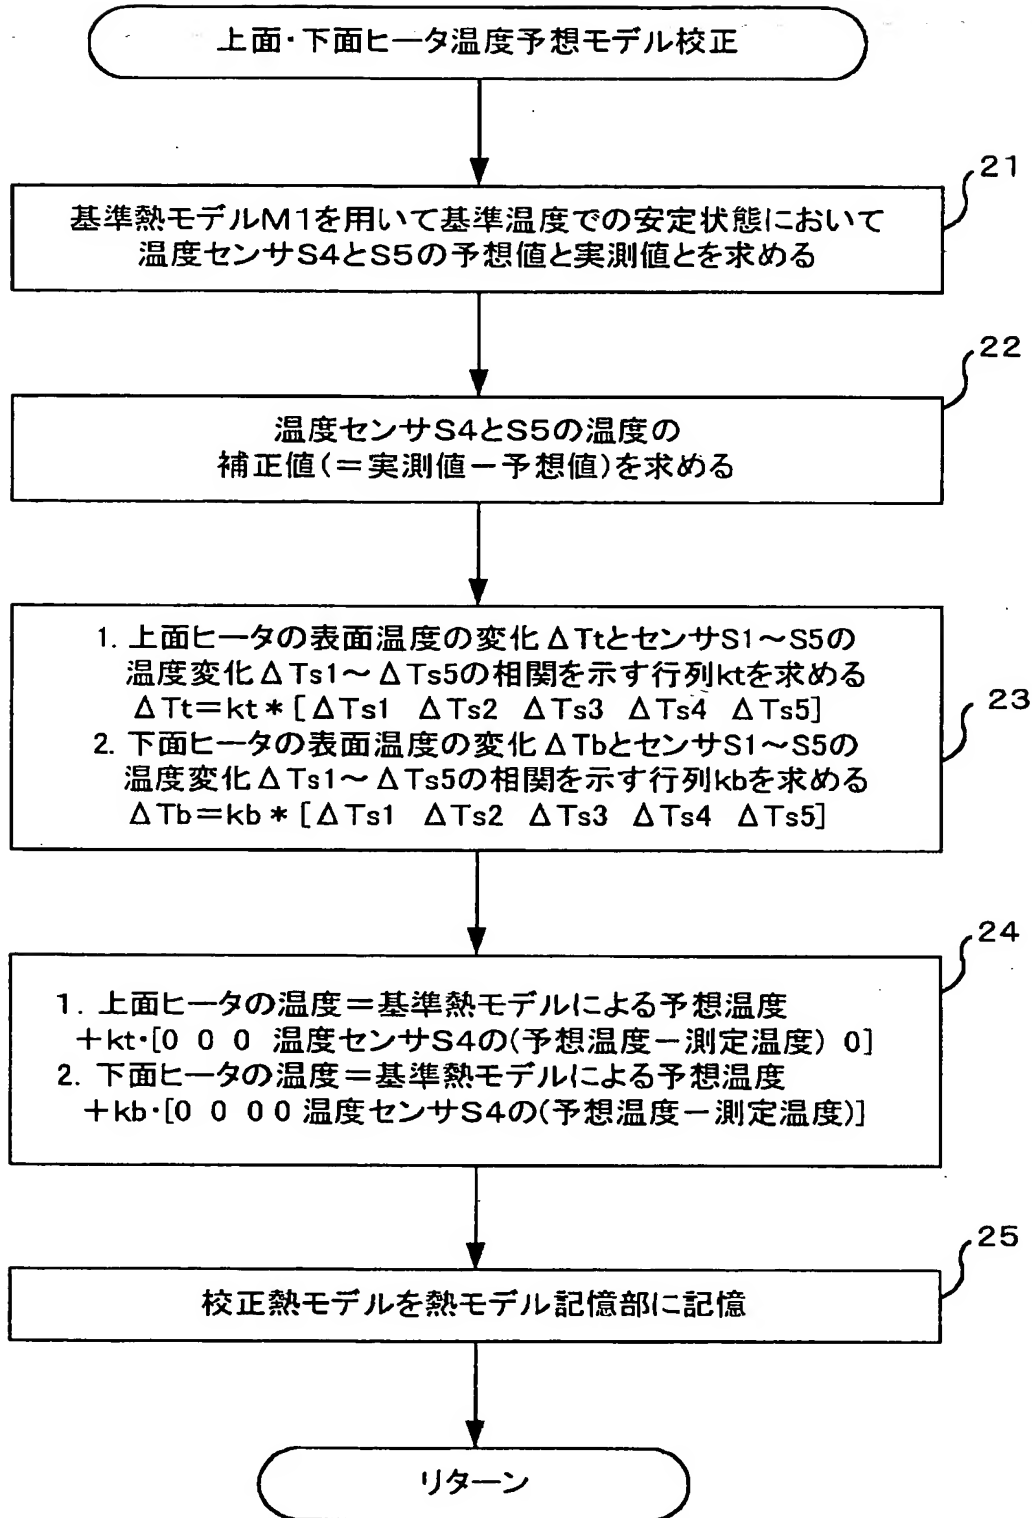 上面・下面ヒータ温度予想モデル校正
21
基準熱モデルM1を用いて基準温度での安定状態において
温度センサS4とS5の予想値と実測値とを求める
22
温度センサS4とS5の温度の
補正値(＝実測値－予想値)を求める
23
1. 上面ヒータの表面温度の変化ΔTtとセンサS1～S5の
温度変化ΔTs1～ΔTs5の相関を示す行列ktを求める
ΔTt＝kt*[ΔTs1 ΔTs2 ΔTs3 ΔTs4 ΔTs5]
2. 下面ヒータの表面温度の変化ΔTbとセンサS1～S5の
温度変化ΔTs1～ΔTs5の相関を示す行列kbを求める
ΔTb＝kb*[ΔTs1 ΔTs2 ΔTs3 ΔTs4 ΔTs5]
24
1. 上面ヒータの温度＝基準熱モデルによる予想温度
＋kt・[0 0 0 温度センサS4の(予想温度－測定温度) 0]
2. 下面ヒータの温度＝基準熱モデルによる予想温度
＋kb・[0 0 0 0 温度センサS4の(予想温度－測定温度)]
25
校正熱モデルを熱モデル記憶部に記憶
リターン